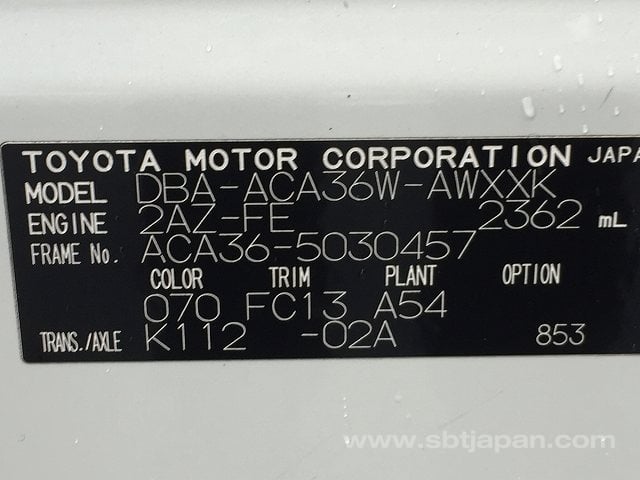 TOYOTA MOTOR CORPORATION JAPA
MODEL DBA-ACA36W-AWXXK
ENGINE 2AZ-FE 2362 mL
FRAME No. ACA36-5030457
COLOR TRIM PLANT OPTION
070 FC13 A54
TRANS./AXLE K112 -02A 853
www.sbtjapan.com